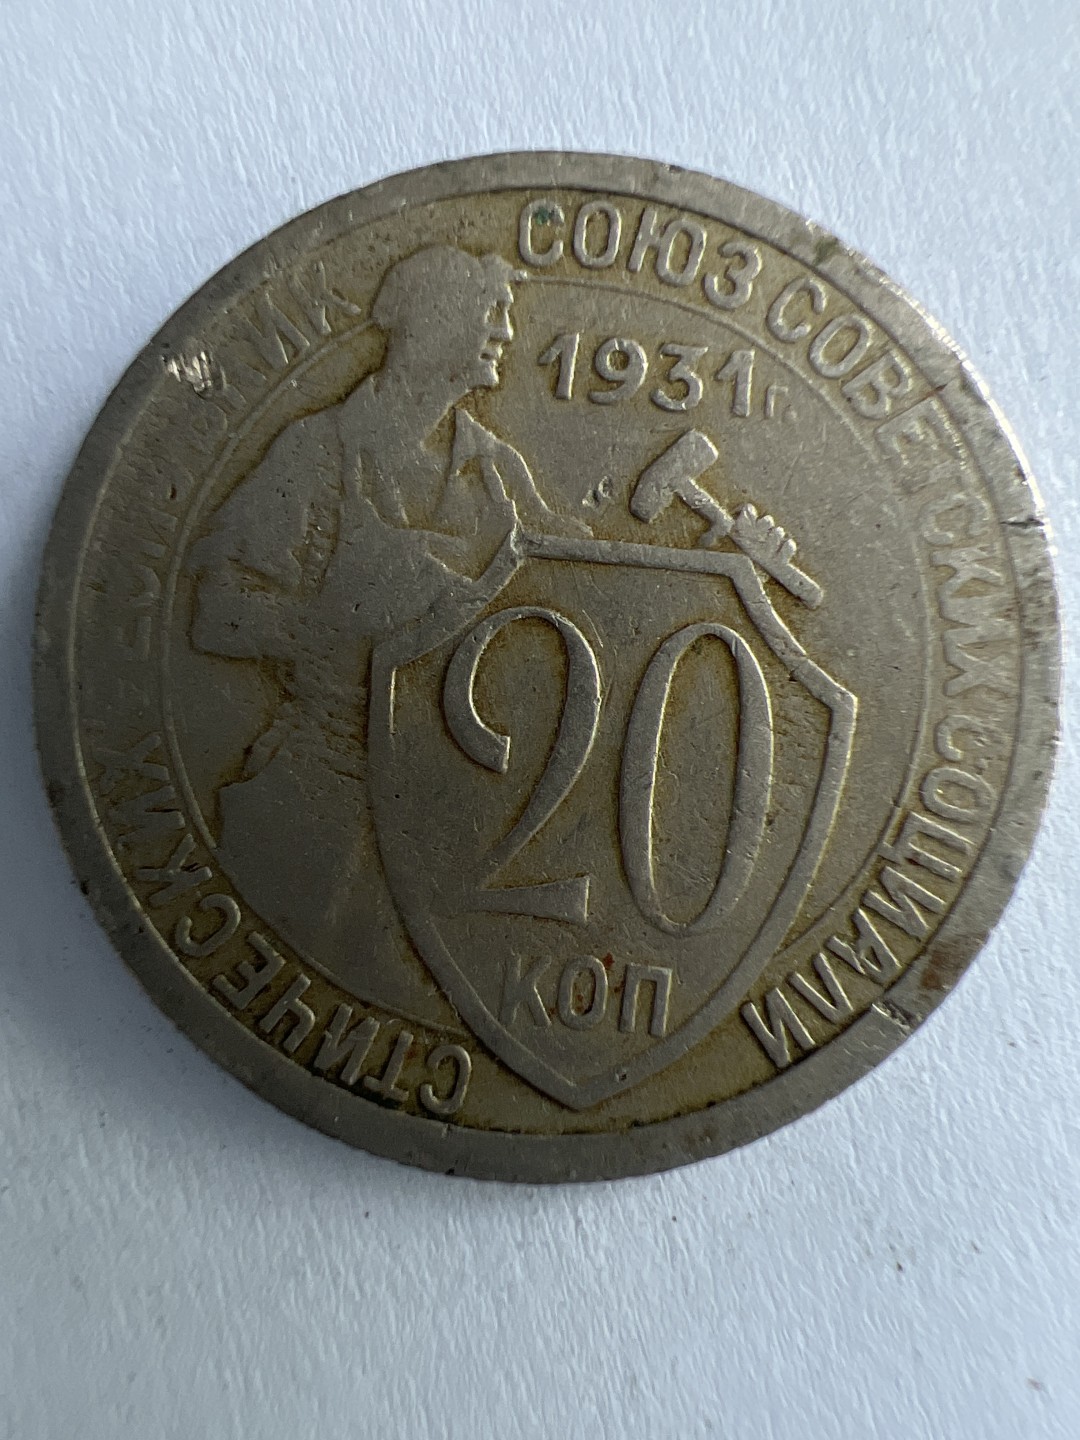 СОЮЗ СОВЕТСКИХ СОЦИАЛИ
СТИЧЕСКИХ
1931г.
20
КОП